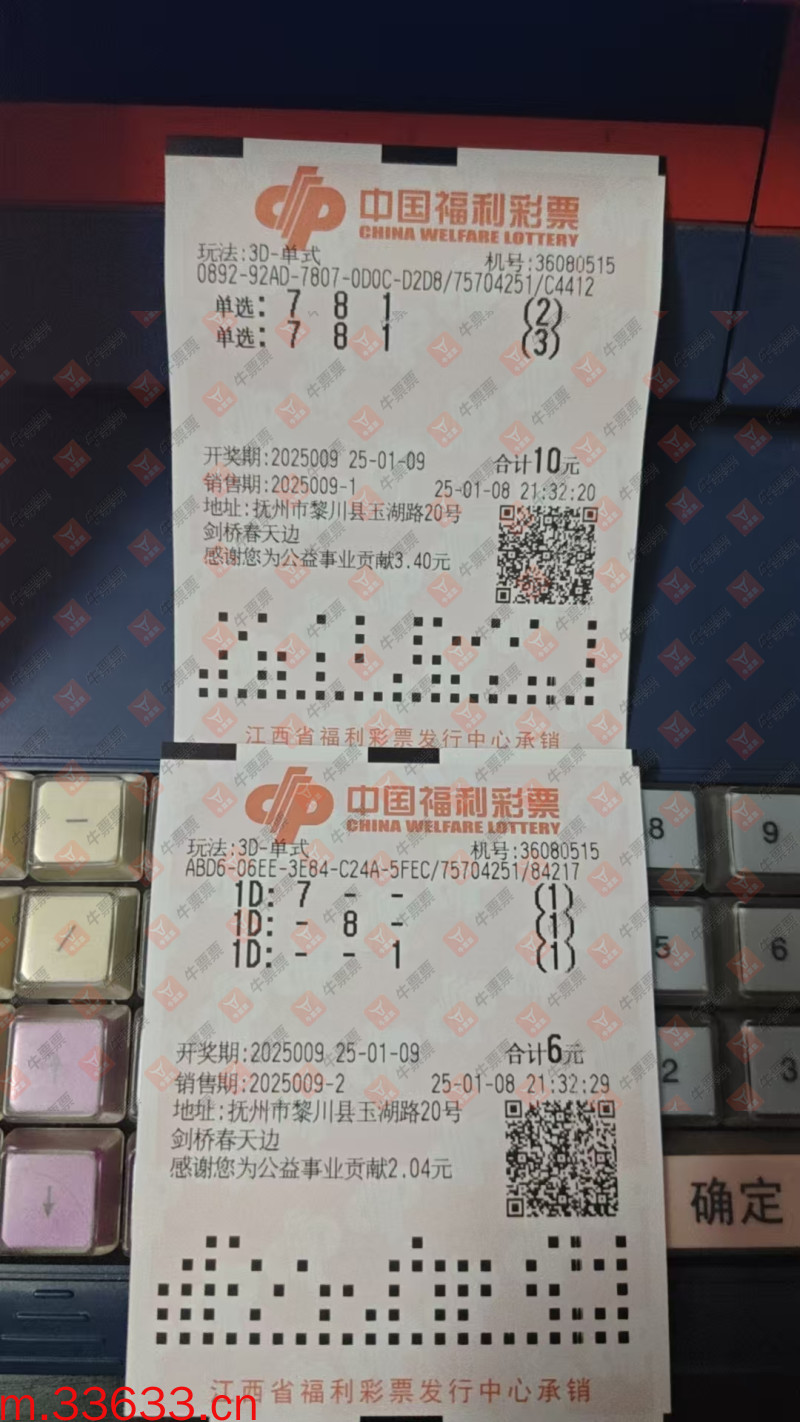 中国福利彩票
CHINA WELFARE LOTTERY
玩法:3D-单式 机号:36080515
0892-92AD-7807-0D0C-D2D8/75704251/C4412
单选: 7 8 1 (2)
单选: 7 8 1 (3)
开奖期:2025009 25-01-09 合计10元
销售期:2025009-1 25-01-08 21:32:20
地址:抚州市黎川县玉湖路20号
剑桥春天边
感谢您为公益事业贡献3.40元
江西省福利彩票发行中心承销
中国福利彩票
CHINA WELFARE LOTTERY
玩法:3D-单式 机号:36080515
ABD6-06EE-3E84-C24A-5FEC/75704251/84217
1D: 7 - - (1)
1D: - 8 - (1)
1D: - - 1 (1)
开奖期:2025009 25-01-09 合计6元
销售期:2025009-2 25-01-08 21:32:29
地址:抚州市黎川县玉湖路20号
剑桥春天边
感谢您为公益事业贡献2.04元
江西省福利彩票发行中心承销
-
/
↓
8 9
5 6
2 3
确定
牛票票
m.33633.cn